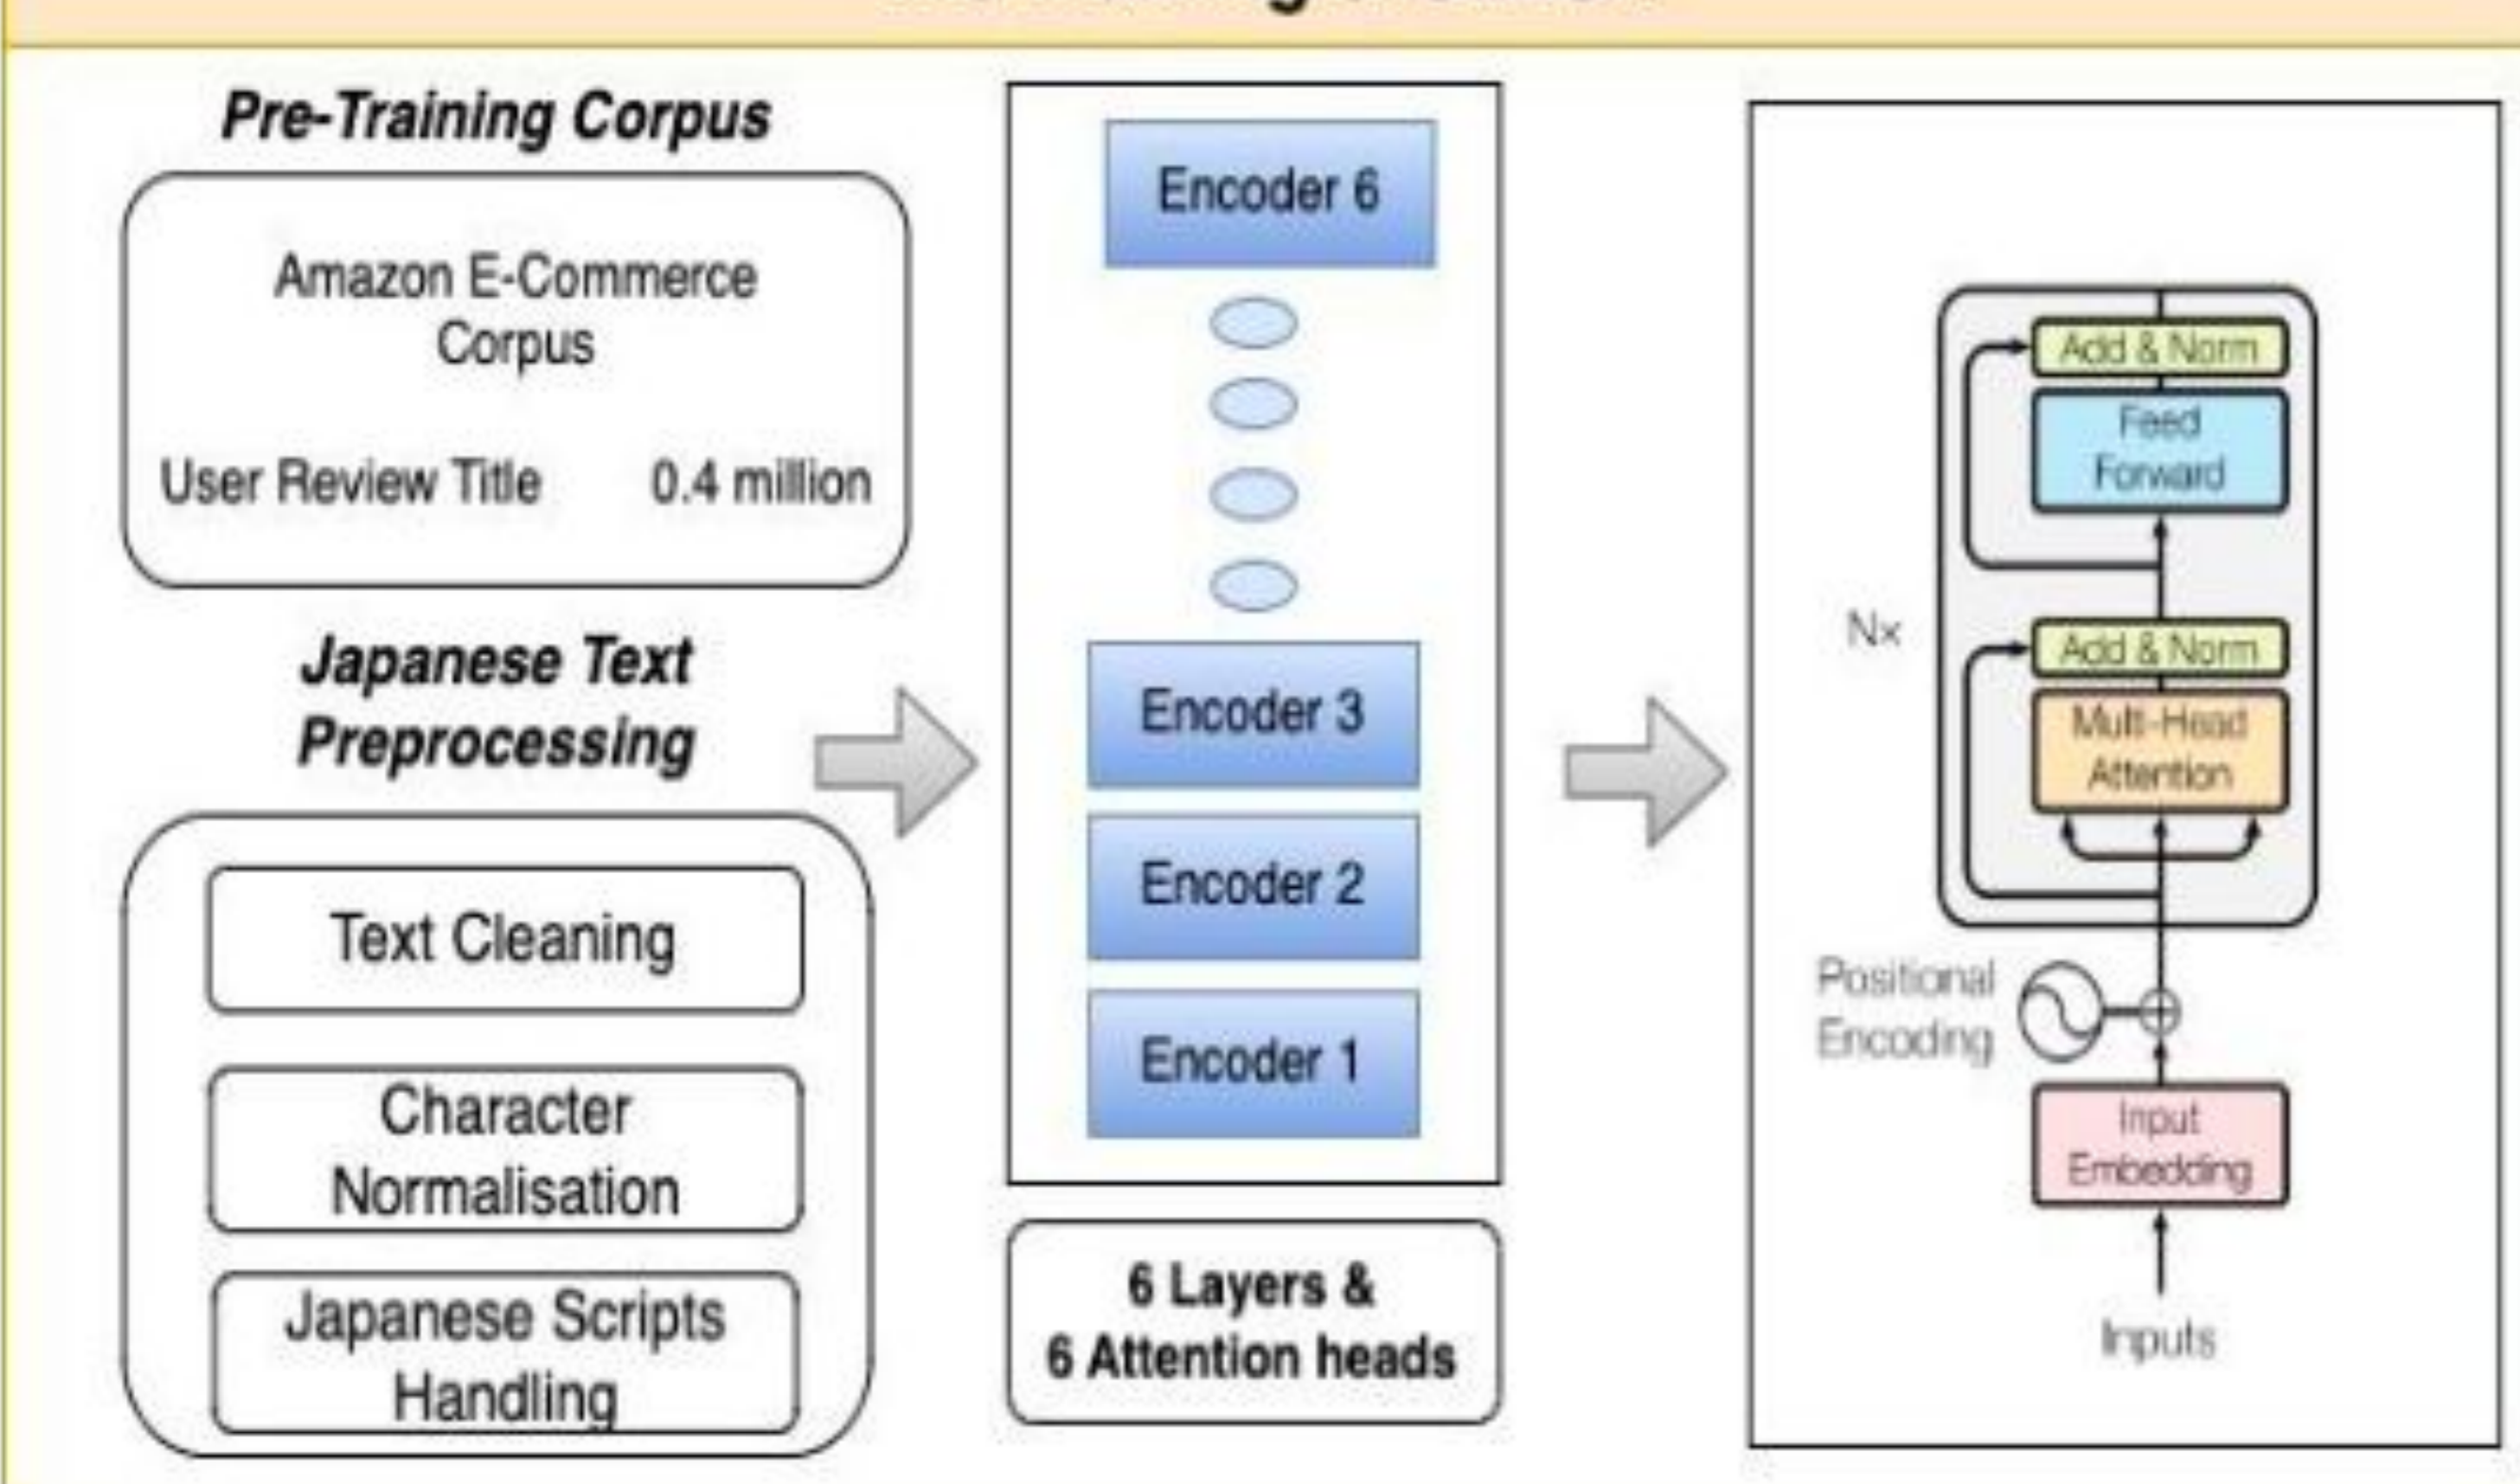 Pre-Training Corpus
Amazon E-Commerce
Corpus
User Review Title 0.4 million
Japanese Text
Preprocessing
Text Cleaning
Character
Normalisation
Japanese Scripts
Handling
Encoder 6
Encoder 3
Encoder 2
Encoder 1
6 Layers &
6 Attention heads
Add & Norm
Feed
Forward
Nx
Add & Norm
Multi-Head
Attention
Positional
Encoding
Input
Embedding
Inputs